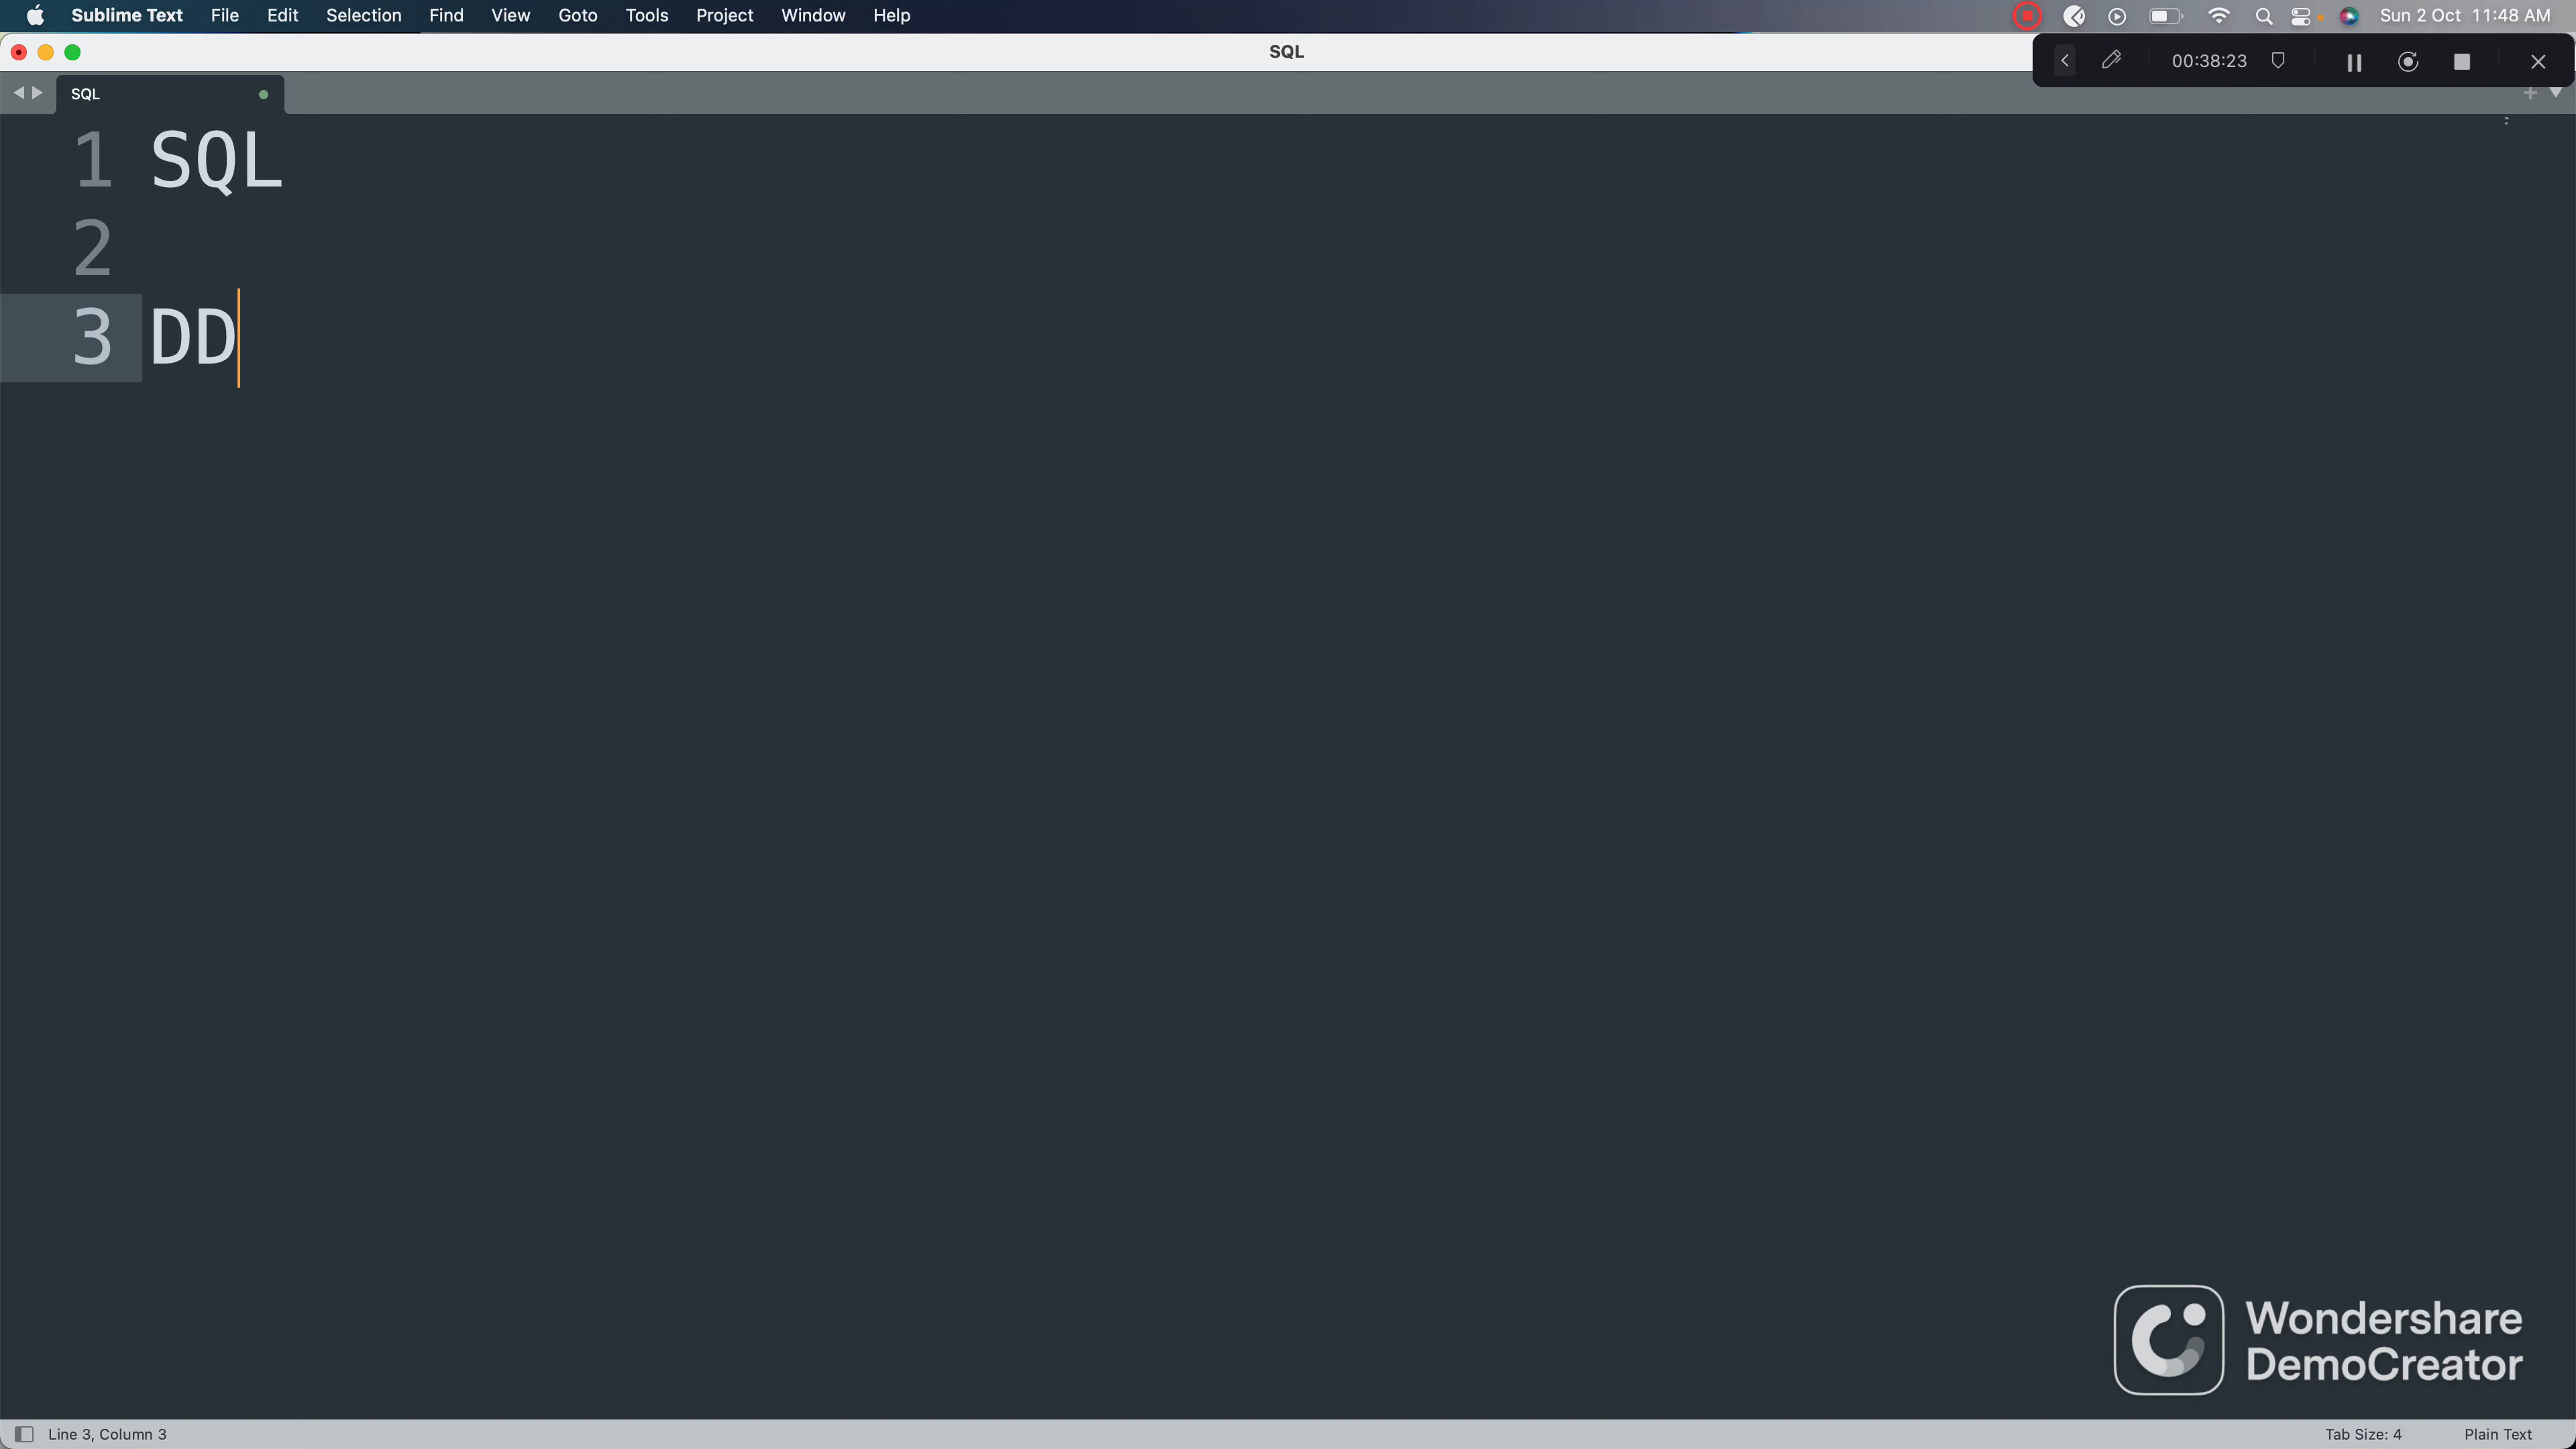 Sublime Text File Edit Selection Find View Goto Tools Project Window Help Sun 2 Oct 11:48 AM
SQL
00:38:23
SQL
1 SQL
2
3 DD
Wondershare
DemoCreator
Line 3, Column 3 Tab Size: 4 Plain Text